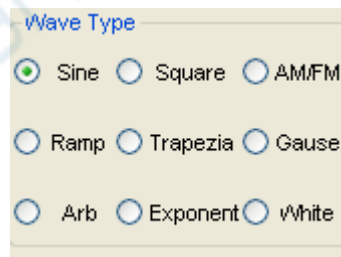 Wave Type
Sine Square AM/FM
Ramp Trapezia Gause
Arb Exponent White